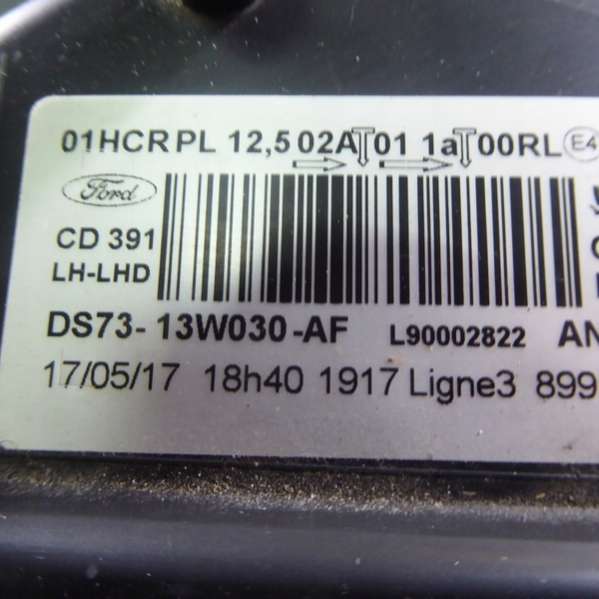 01HCRPL 12,5 02A 01 1a 00RL E4
Ford
CD 391
LH-LHD
DS73- 13W030 -AF L90002822 AN
17/05/17 18h40 1917 Ligne3 899